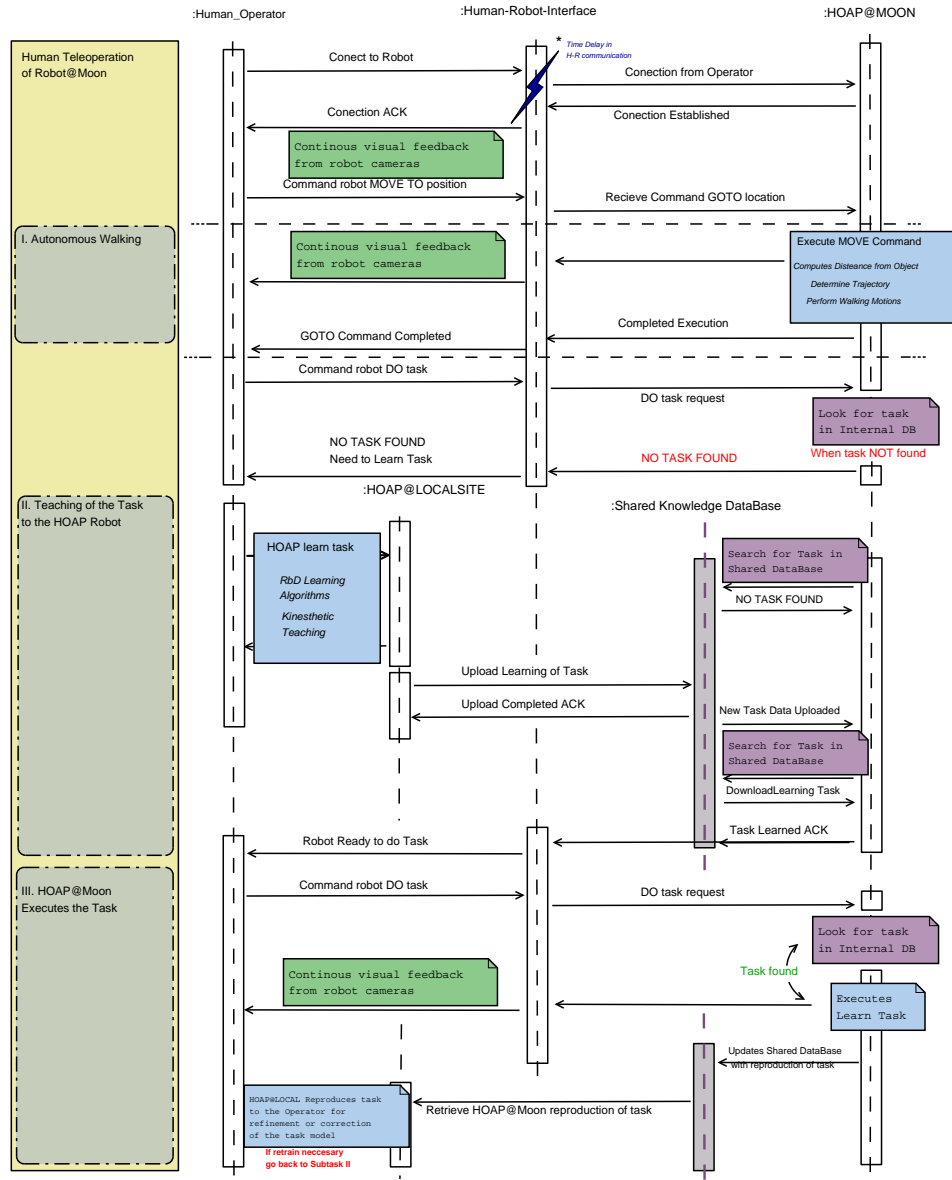 :Human_Operator
:Human-Robot-Interface
:HOAP@MOON
Human Teleoperation
of Robot@Moon
* Time Delay in
H-R communication
Conect to Robot
Conection from Operator
Conection ACK
Conection Established
Continous visual feedback
from robot cameras
Command robot MOVE TO position
Recieve Command GOTO location
I. Autonomous Walking
Continous visual feedback
from robot cameras
Execute MOVE Command
Computes Disteance from Object
Determine Trajectory
Perform Walking Motions
GOTO Command Completed
Completed Execution
Command robot DO task
DO task request
Look for task
in Internal DB
When task NOT found
NO TASK FOUND
Need to Learn Task
NO TASK FOUND
:HOAP@LOCALSITE
:Shared Knowledge DataBase
II. Teaching of the Task
to the HOAP Robot
HOAP learn task
RbD Learning
Algorithms
Kinesthetic
Teaching
Search for Task in
Shared DataBase
NO TASK FOUND
Upload Learning of Task
Upload Completed ACK
New Task Data Uploaded
Search for Task in
Shared DataBase
DownloadLearning Task
Task Learned ACK
Robot Ready to do Task
III. HOAP@Moon
Executes the Task
Command robot DO task
DO task request
Look for task
in Internal DB
Task found
Continous visual feedback
from robot cameras
Executes
Learn Task
Updates Shared DataBase
with reproduction of task
HOAP@LOCAL Reproduces task
to the Operator for
refinement or correction
of the task model
Retrieve HOAP@Moon reproduction of task
If retrain neccesary
go back to Subtask II